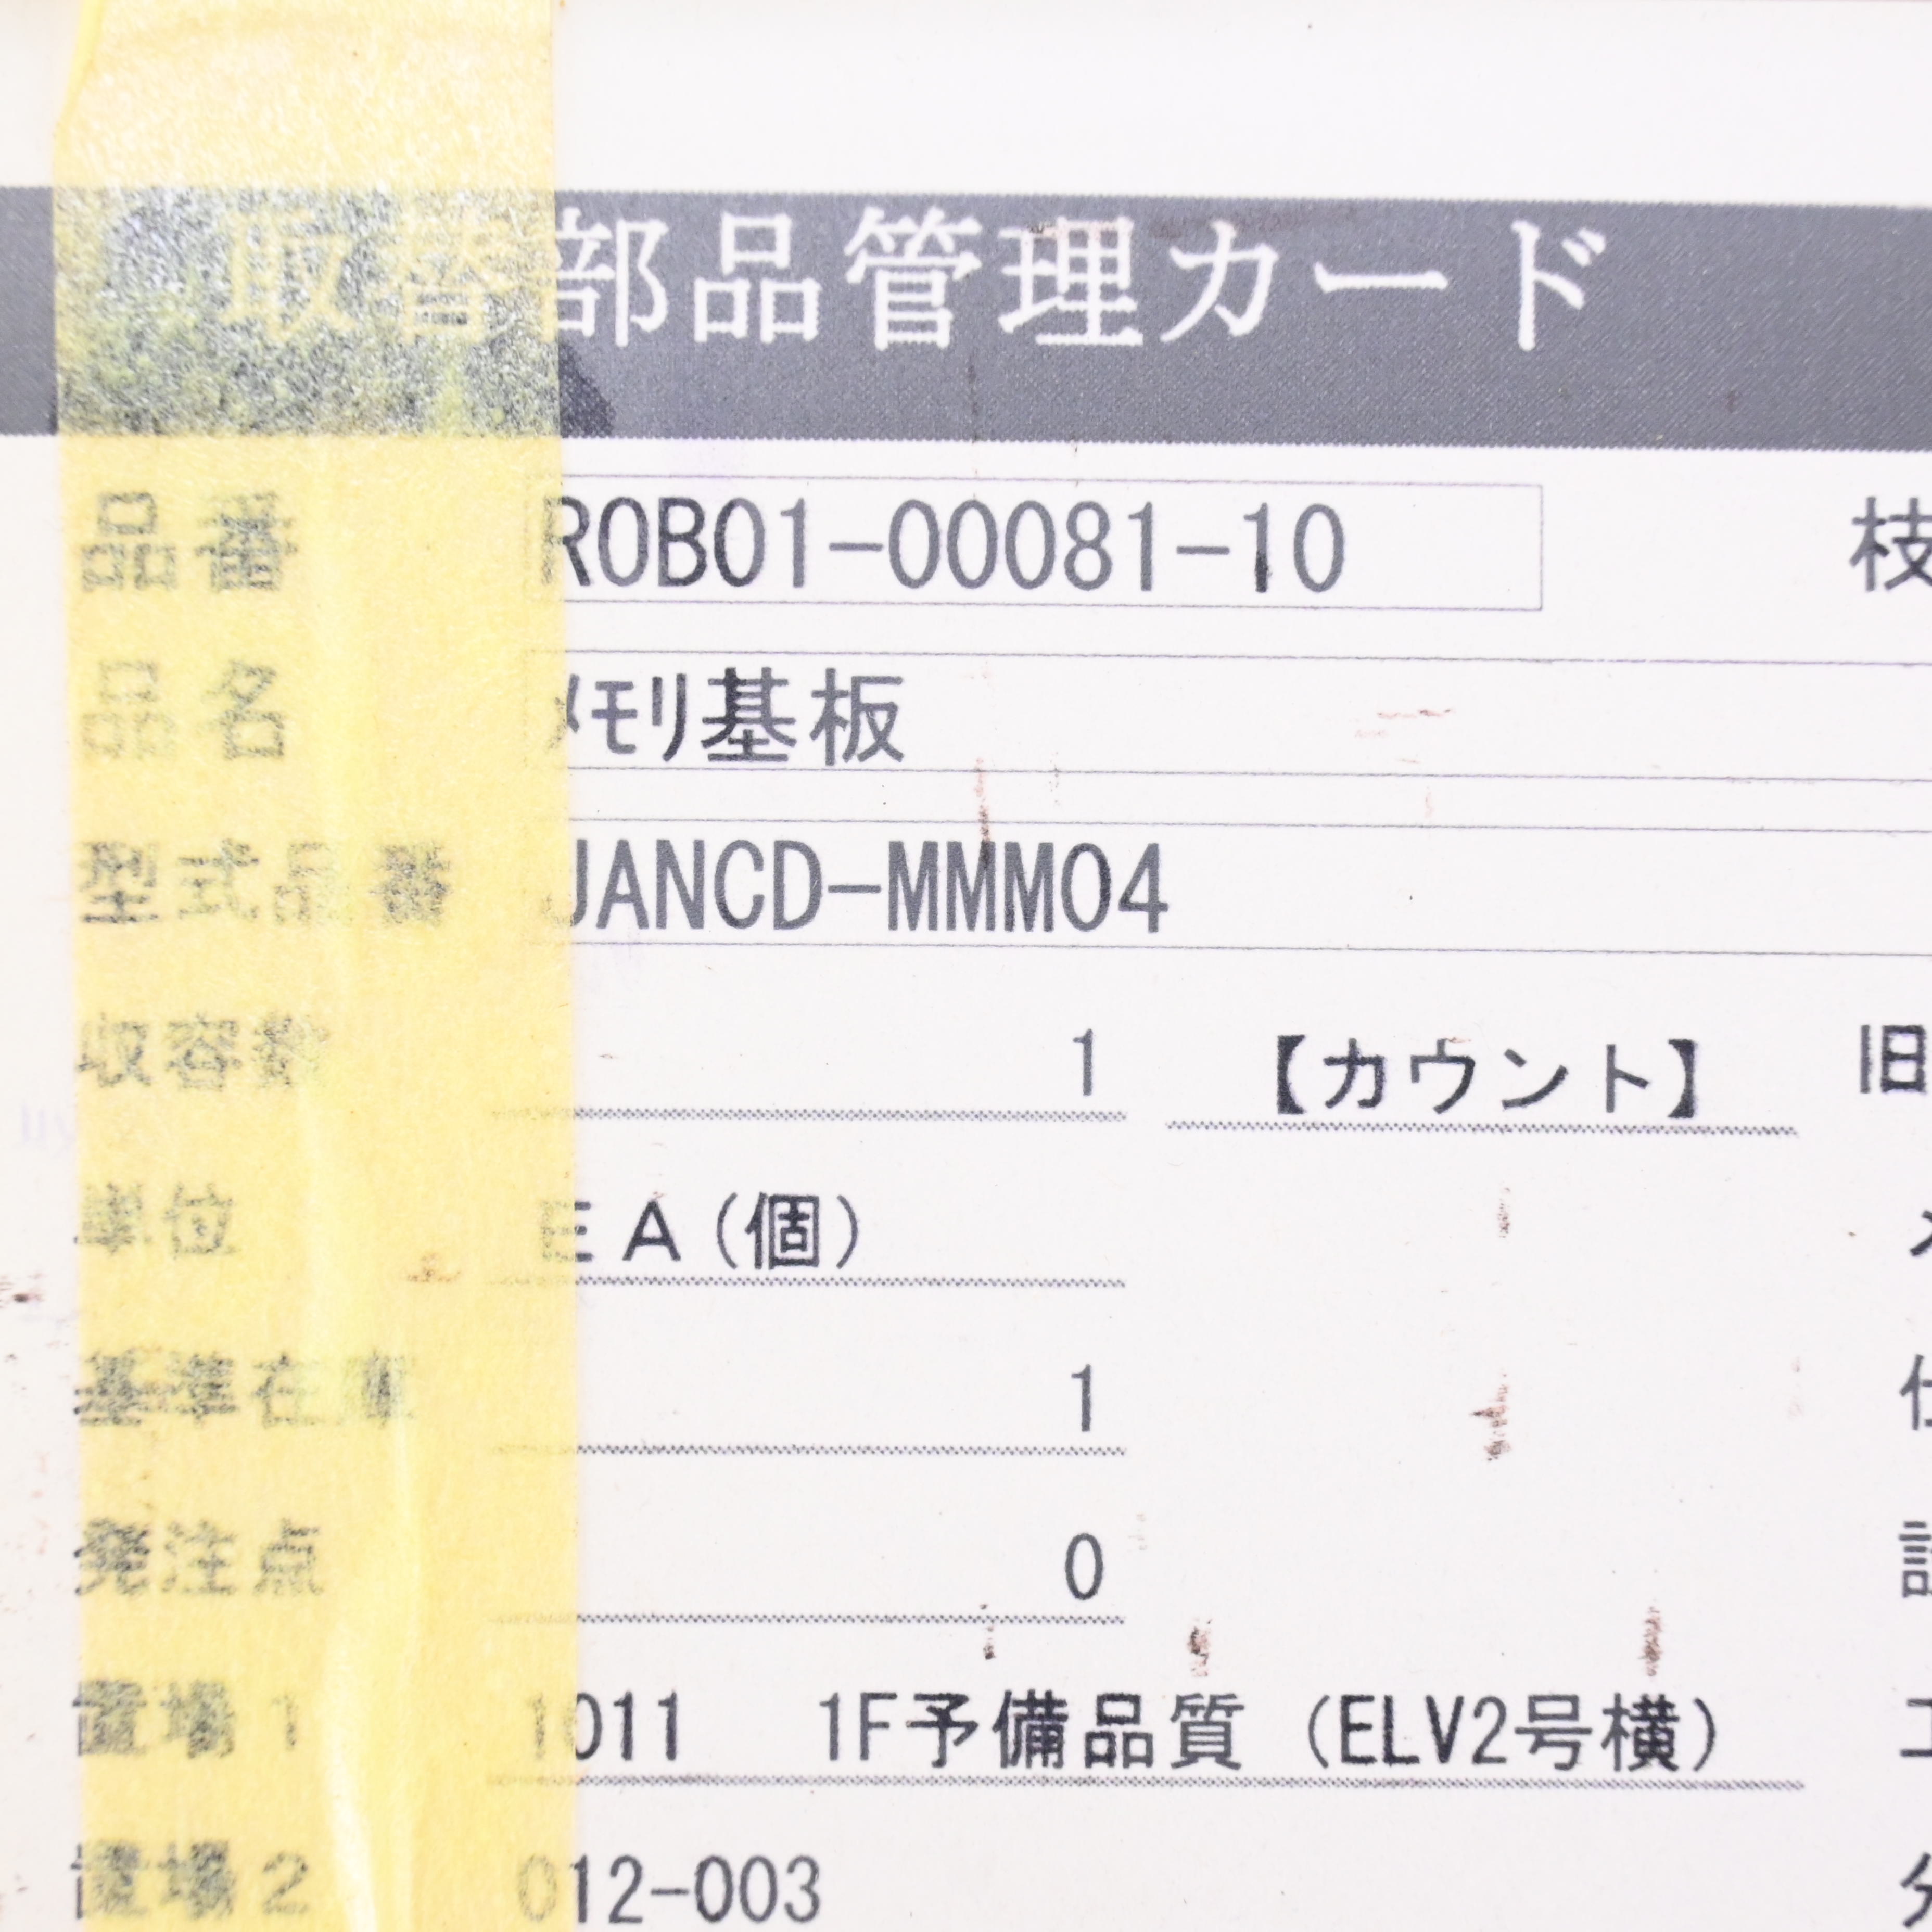 取替部品管理カード
品番 ROB01-00081-10 枝
品名 ﾒﾓﾘ基板
型式品番 JANCD-MMM04
収容数 1 【カウント】 旧
単位 ＥＡ(個)
基準在庫 1
発注点 0
置場1 1011 1F予備品質 (ELV2号横)
置場2 012-003